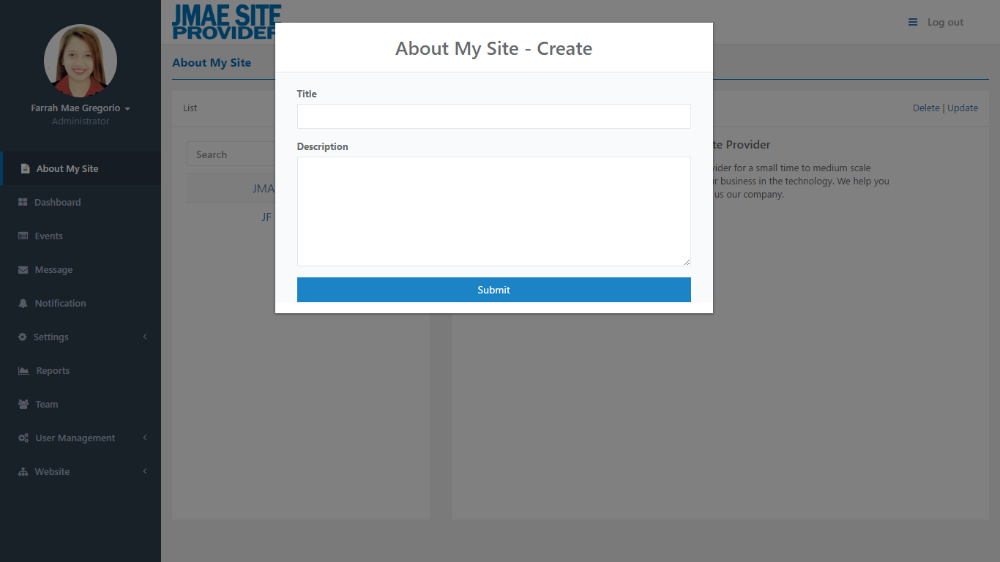 JMAE SITE
PROVIDER
Log out
Farrah Mae Gregorio
Administrator
About My Site
Dashboard
Events
Message
Notification
Settings
Reports
Team
User Management
Website
About My Site
List
Search
JMA
JF
Delete | Update
te Provider
vider for a small time to medium scale
ur business in the technology. We help you
us our company.
About My Site - Create
Title
Description
Submit